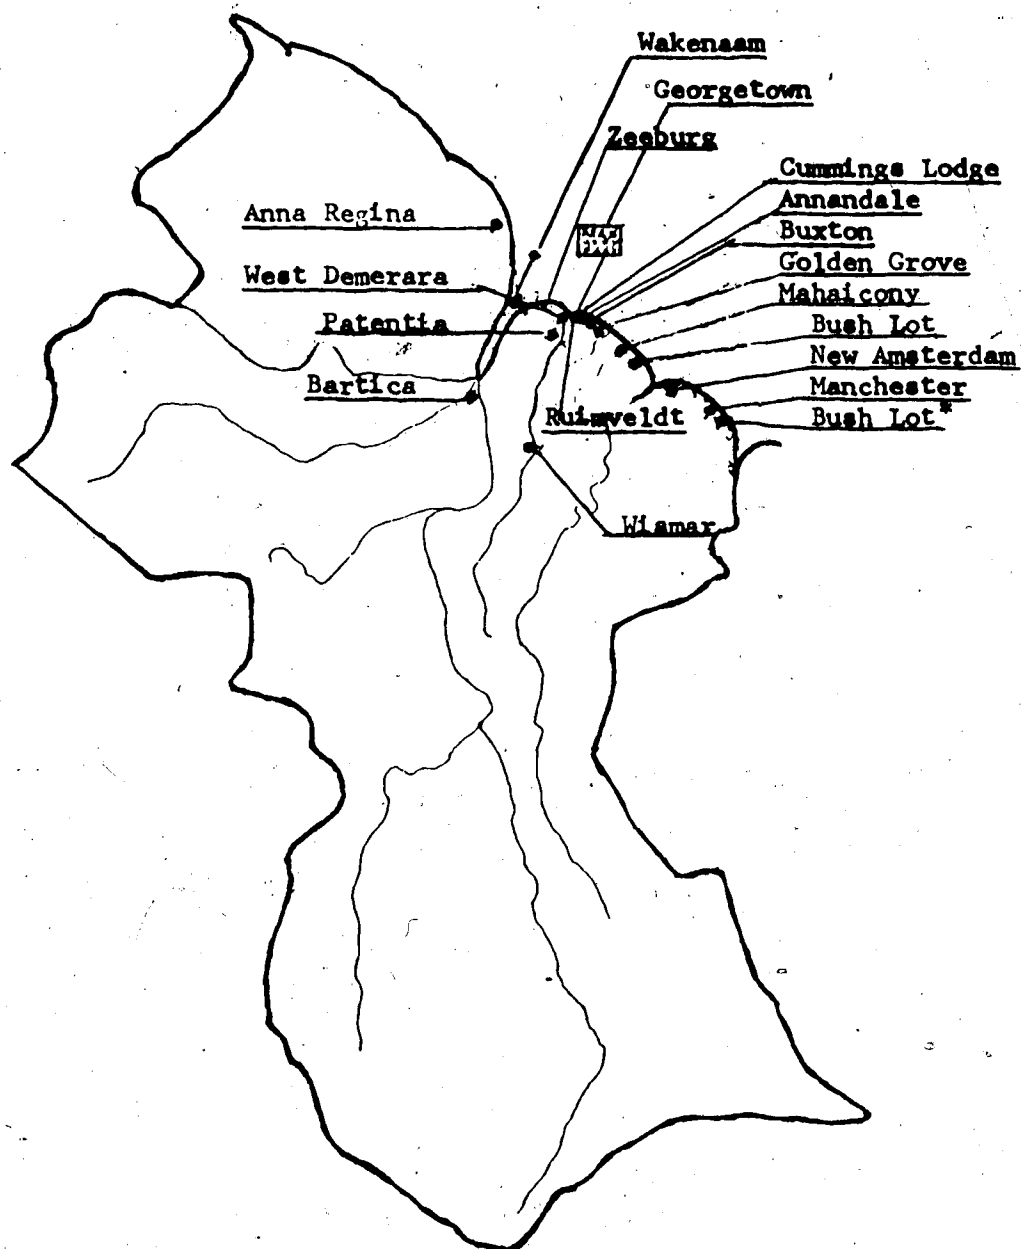 Wakenaam
Georgetown
Zeeburg
Cummings Lodge
Annandale
Anna Regina
Buxton
Golden Grove
West Demerara
Mahaicony
Patentia
Bush Lot
New Amsterdam
Bartica
Manchester
Ruimveldt
Bush Lot*
Wismar